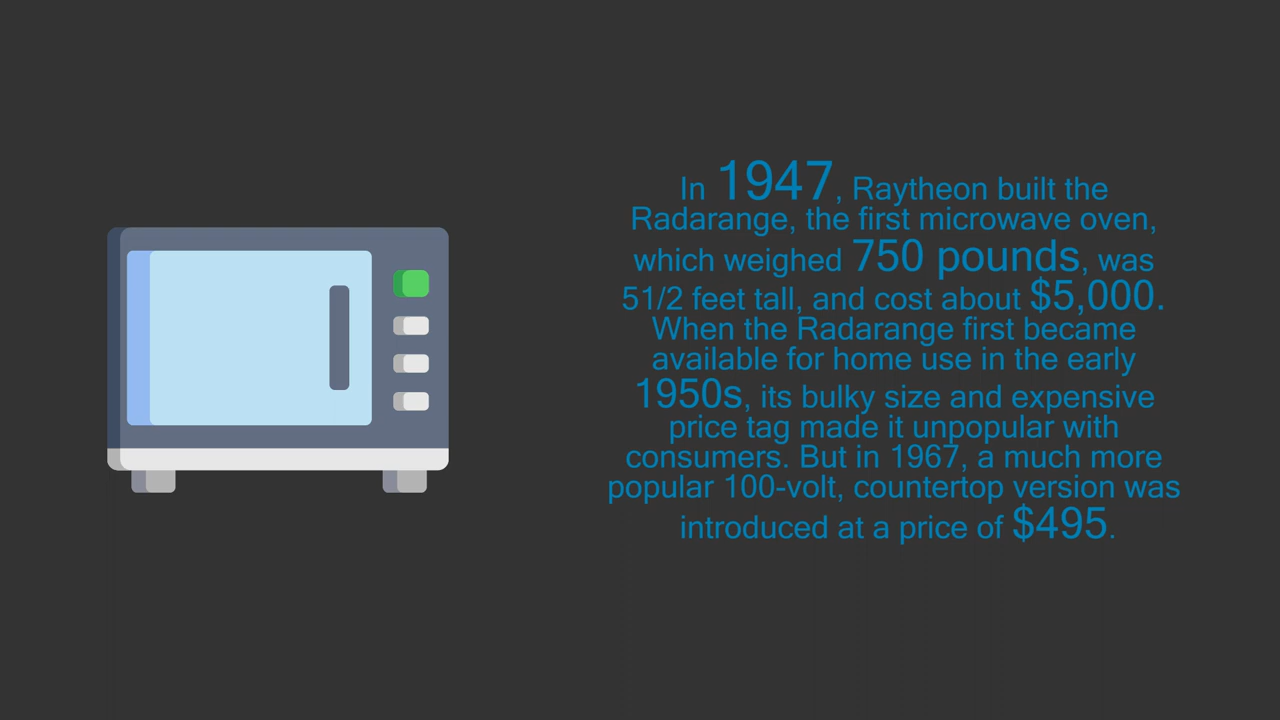 In 1947, Raytheon built the
Radarange, the first microwave oven,
which weighed 750 pounds, was
51/2 feet tall, and cost about $5,000.
When the Radarange first became
available for home use in the early
1950s, its bulky size and expensive
price tag made it unpopular with
consumers. But in 1967, a much more
popular 100-volt, countertop version was
introduced at a price of $495.